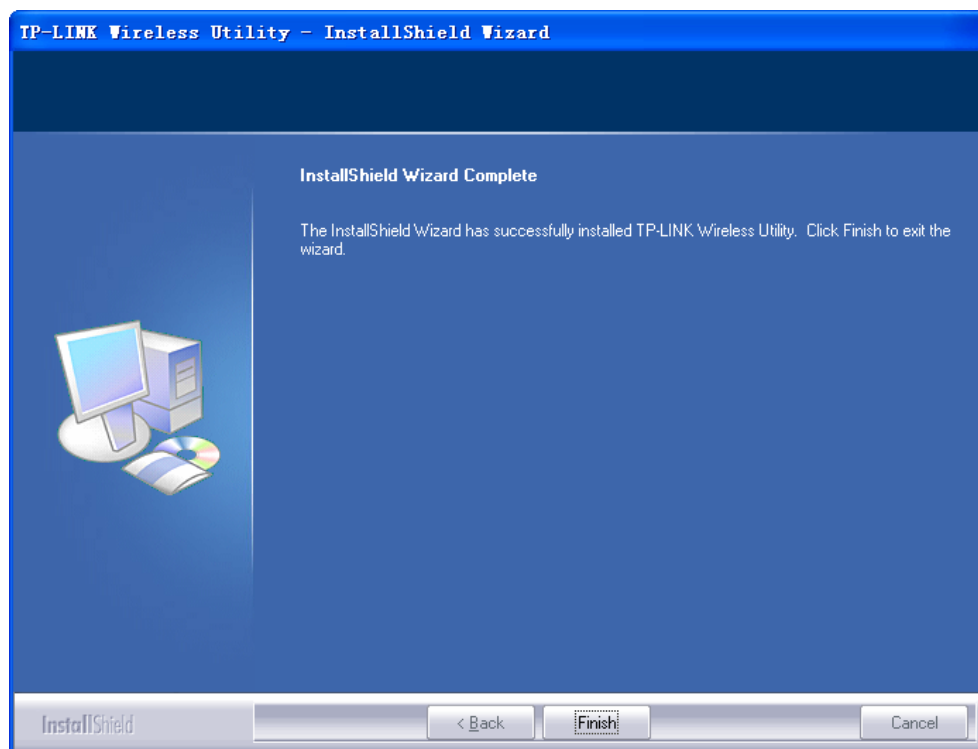 TP-LINK Wireless Utility - InstallShield Wizard
InstallShield Wizard Complete
The InstallShield Wizard has successfully installed TP-LINK Wireless Utility. Click Finish to exit the
wizard.
InstallShield
< Back
Finish
Cancel